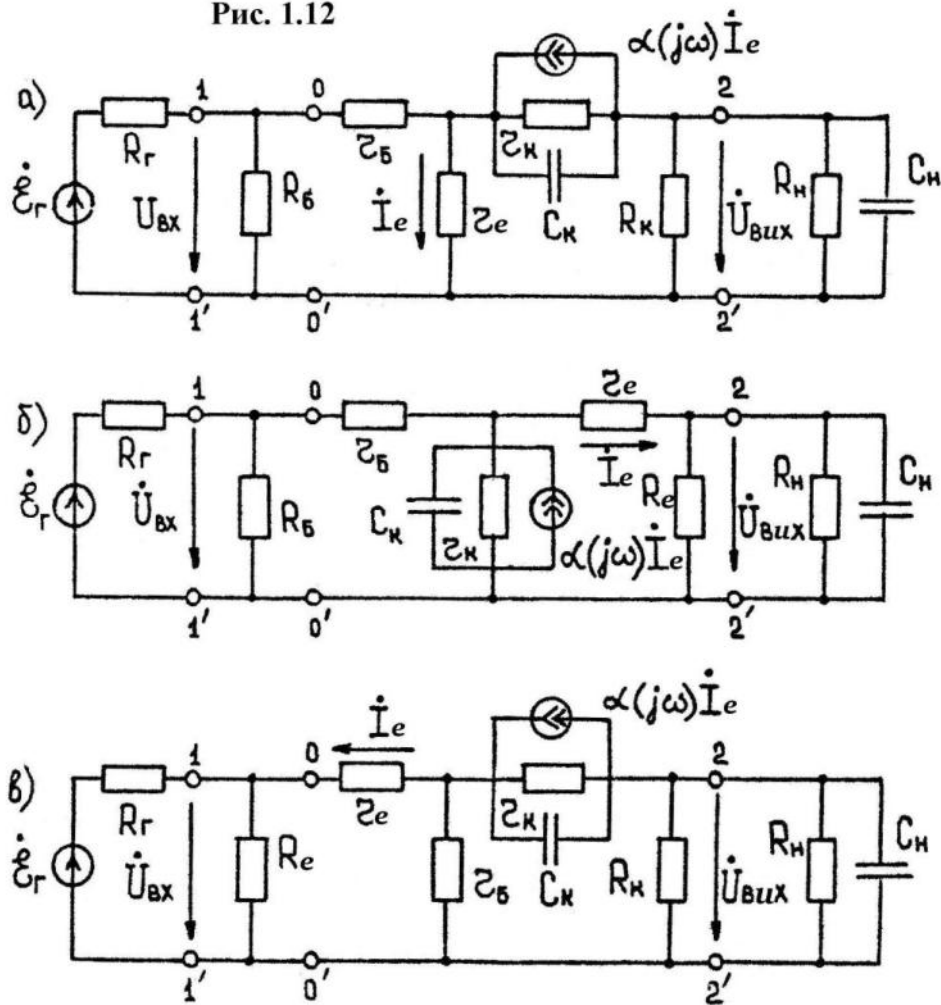 Рис. 1.12
α(jω)İe
а)
1
0
2
Rг
rб
rк
Cн
ℰ̇г
Uвх
Rб
İe
re
Cк
Rк
U̇вих
Rн
1'
0'
2'
б)
1
0
re
2
Rг
rб
İe
Cн
ℰ̇г
U̇вх
Rб
Cк
rк
α(jω)İe
Re
U̇вих
Rн
1'
0'
2'
в)
1
İe
0
α(jω)İe
2
Rг
re
rк
Cн
ℰ̇г
U̇вх
Re
rб
Cк
Rк
U̇вих
Rн
1'
0'
2'